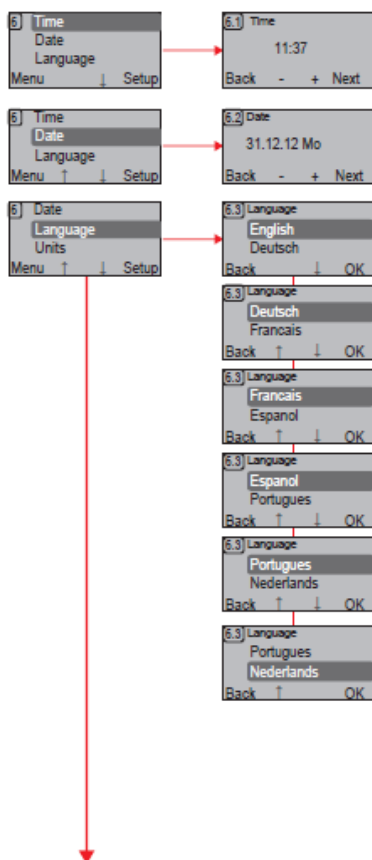 6 Time
Date
Language
Menu ↓ Setup
6.1 Time
11:37
Back - + Next
6 Time
Date
Language
Menu ↑ ↓ Setup
6.2 Date
31.12.12 Mo
Back - + Next
6 Date
Language
Units
Menu ↑ ↓ Setup
6.3 Language
English
Deutsch
Back ↓ OK
6.3 Language
Deutsch
Francais
Back ↑ ↓ OK
6.3 Language
Francais
Espanol
Back ↑ ↓ OK
6.3 Language
Espanol
Portugues
Back ↑ ↓ OK
6.3 Language
Portugues
Nederlands
Back ↑ ↓ OK
6.3 Language
Portugues
Nederlands
Back ↑ OK